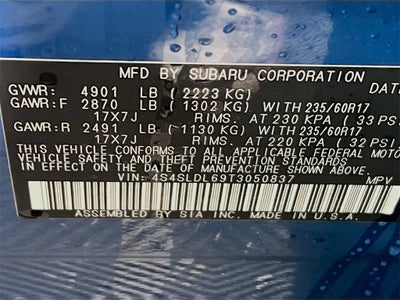 MFD BY SUBARU CORPORATION DATE
GVWR: 4901 LB (2223 KG)
GAWR:F 2870 LB (1302 KG) WITH 235/60R17
17X7J RIMS AT 230 KPA (33 PSI
GAWR:R 2491 LB (1130 KG) WITH 235/60R17
17X7J RIMS AT 220 KPA (32 PSI
THIS VEHICLE CONFORMS TO ALL APPLICABLE FEDERAL MOTOR
VEHICLE SAFETY AND THEFT PREVENTION STANDARDS
IN EFFECT ON THE DATE OF MANUFACTURE SHOWN ABOVE.
VIN: 4S4SLDL69T3050837 MPV
ASSEMBLED BY SIA INC. MADE IN U.S.A.